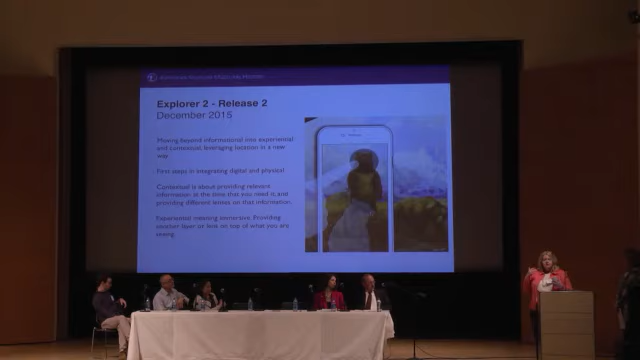 Explorer 2 - Release 2
December 2015
Moving beyond informational into experiential
and contextual, leveraging location in a new
way.
First steps in integrating digital and physical
Contextual is about providing relevant
information at the time that you need it and
providing different lenses on that information.
Experiential meaning immersive. Providing
another layer or lens on top of what you are
seeing.